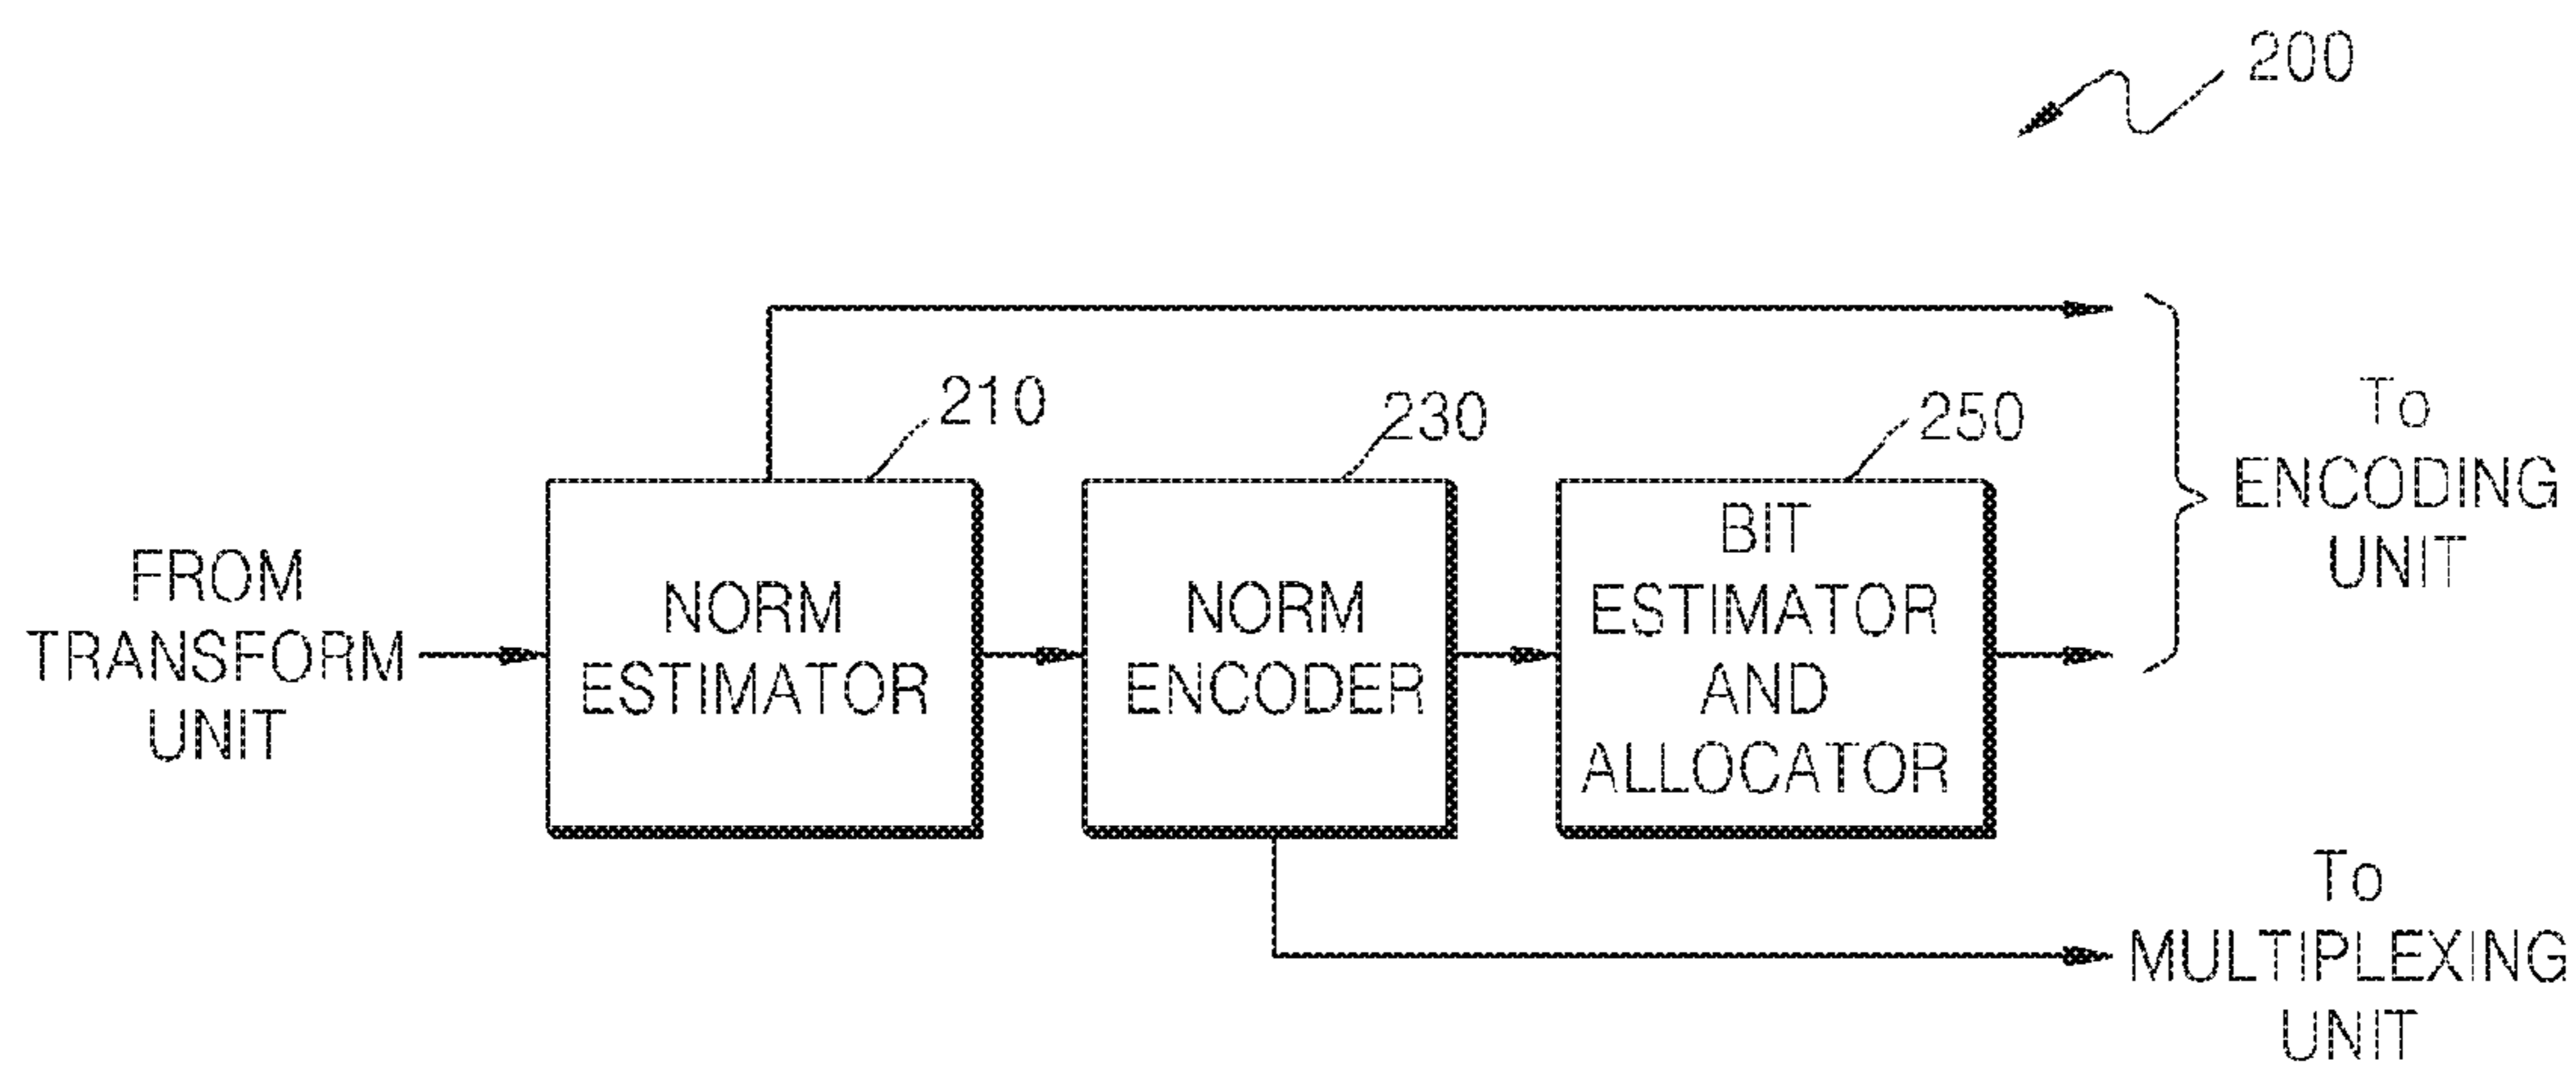 200
210
230
250
FROM
TRANSFORM
UNIT
NORM
ESTIMATOR
NORM
ENCODER
BIT
ESTIMATOR
AND
ALLOCATOR
To
ENCODING
UNIT
To
MULTIPLEXING
UNIT